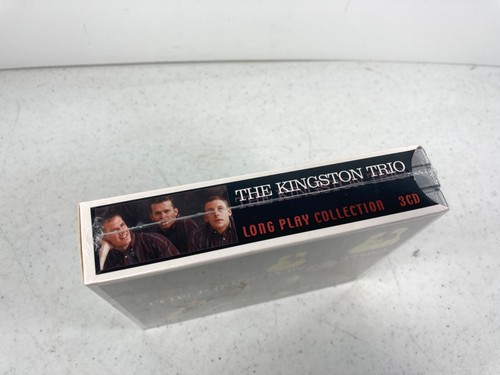 THE KINGSTON TRIO
LONG PLAY COLLECTION 3CD